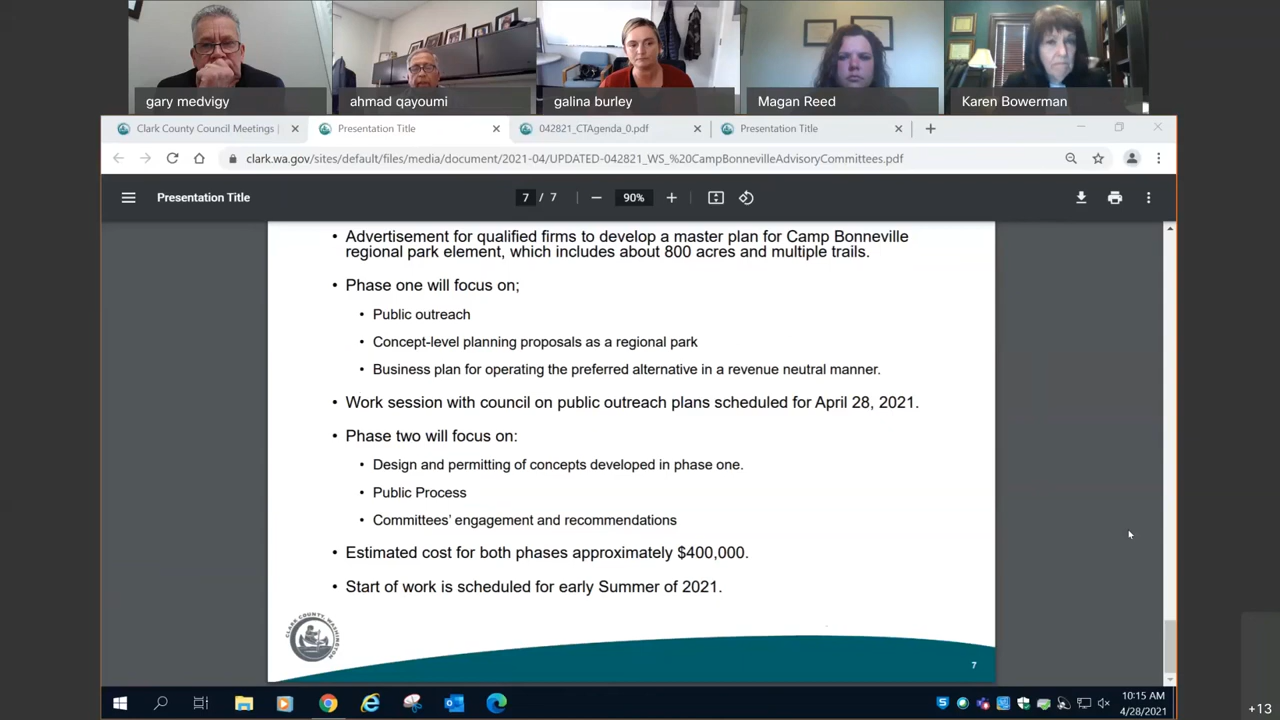 gary medvigy
ahmad qayoumi
galina burley
Magan Reed
Karen Bowerman
Clark County Council Meetings |
Presentation Title
042821_CTAgenda_0.pdf
Presentation Title
clark.wa.gov/sites/default/files/media/document/2021-04/UPDATED-042821_WS_%20CampBonnevilleAdvisoryCommittees.pdf
Presentation Title
7 / 7
90%
• Advertisement for qualified firms to develop a master plan for Camp Bonneville
regional park element, which includes about 800 acres and multiple trails.
• Phase one will focus on;
• Public outreach
• Concept-level planning proposals as a regional park
• Business plan for operating the preferred alternative in a revenue neutral manner.
• Work session with council on public outreach plans scheduled for April 28, 2021.
• Phase two will focus on:
• Design and permitting of concepts developed in phase one.
• Public Process
• Committees' engagement and recommendations
• Estimated cost for both phases approximately $400,000.
• Start of work is scheduled for early Summer of 2021.
CLARK COUNTY, WASHINGTON
7
10:15 AM
4/28/2021
+13